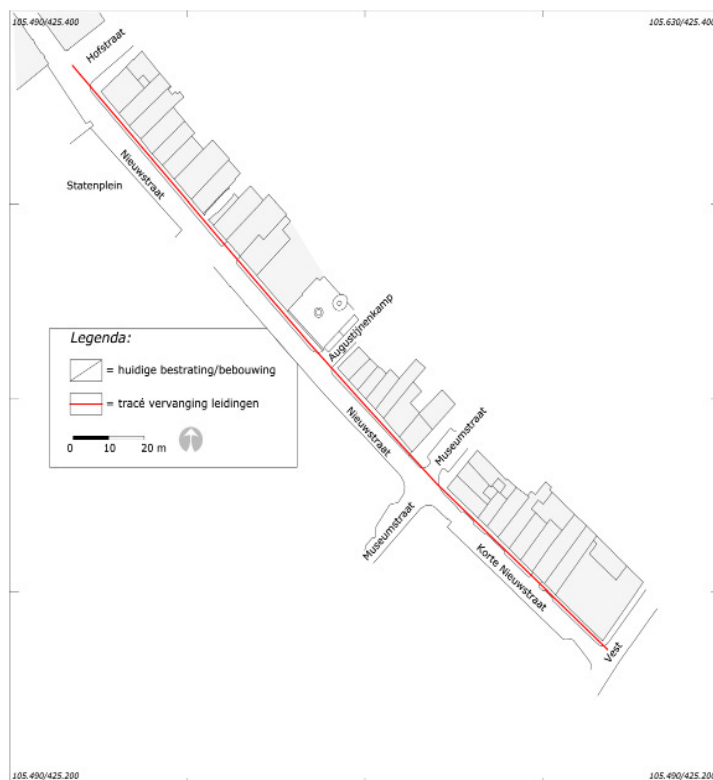 105.490/425.400
105.630/425.400
Hofstraat
Nieuwstraat
Statenplein
Augustijnenkamp
Legenda:
= huidige bestrating/bebouwing
= tracé vervanging leidingen
0 10 20 m
Nieuwstraat
Museumstraat
Museumstraat
Korte Nieuwstraat
Vest
105.490/425.200
105.490/425.200